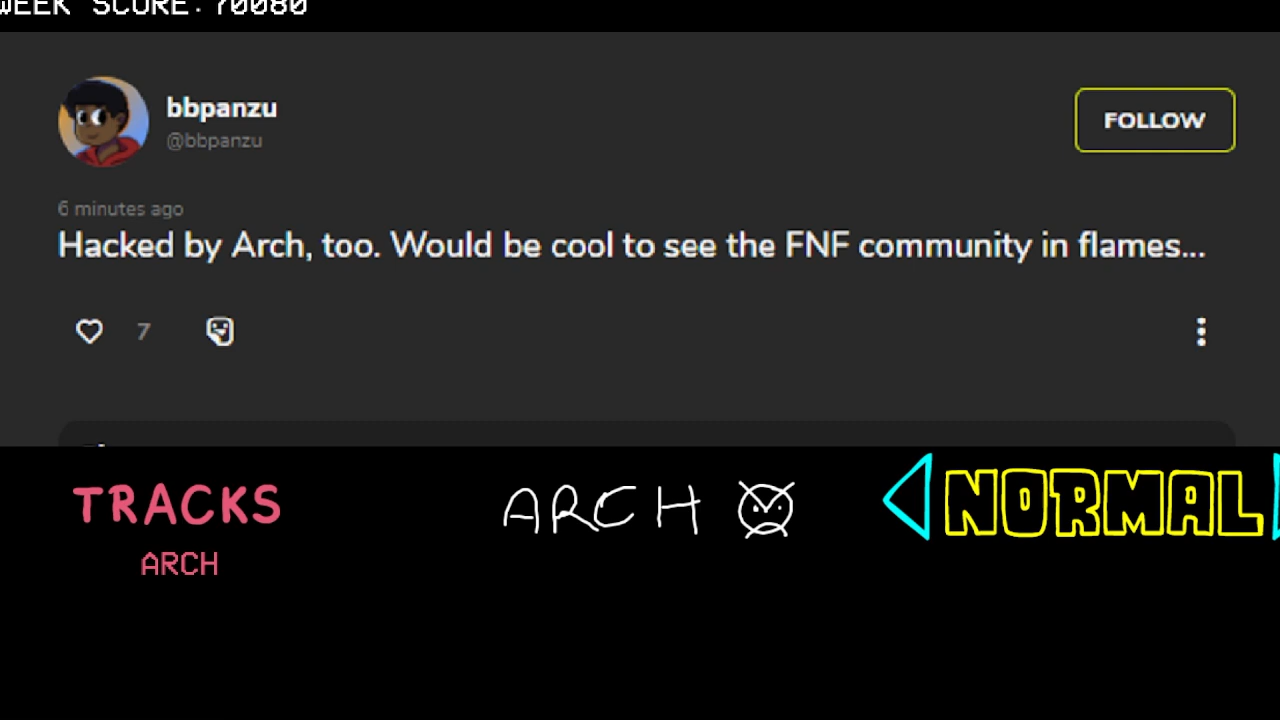 WEEK SCORE:70080
bbpanzu
@bbpanzu
FOLLOW
6 minutes ago
Hacked by Arch, too. Would be cool to see the FNF community in flames...
7
TRACKS
ARCH
ARCH
NORMAL